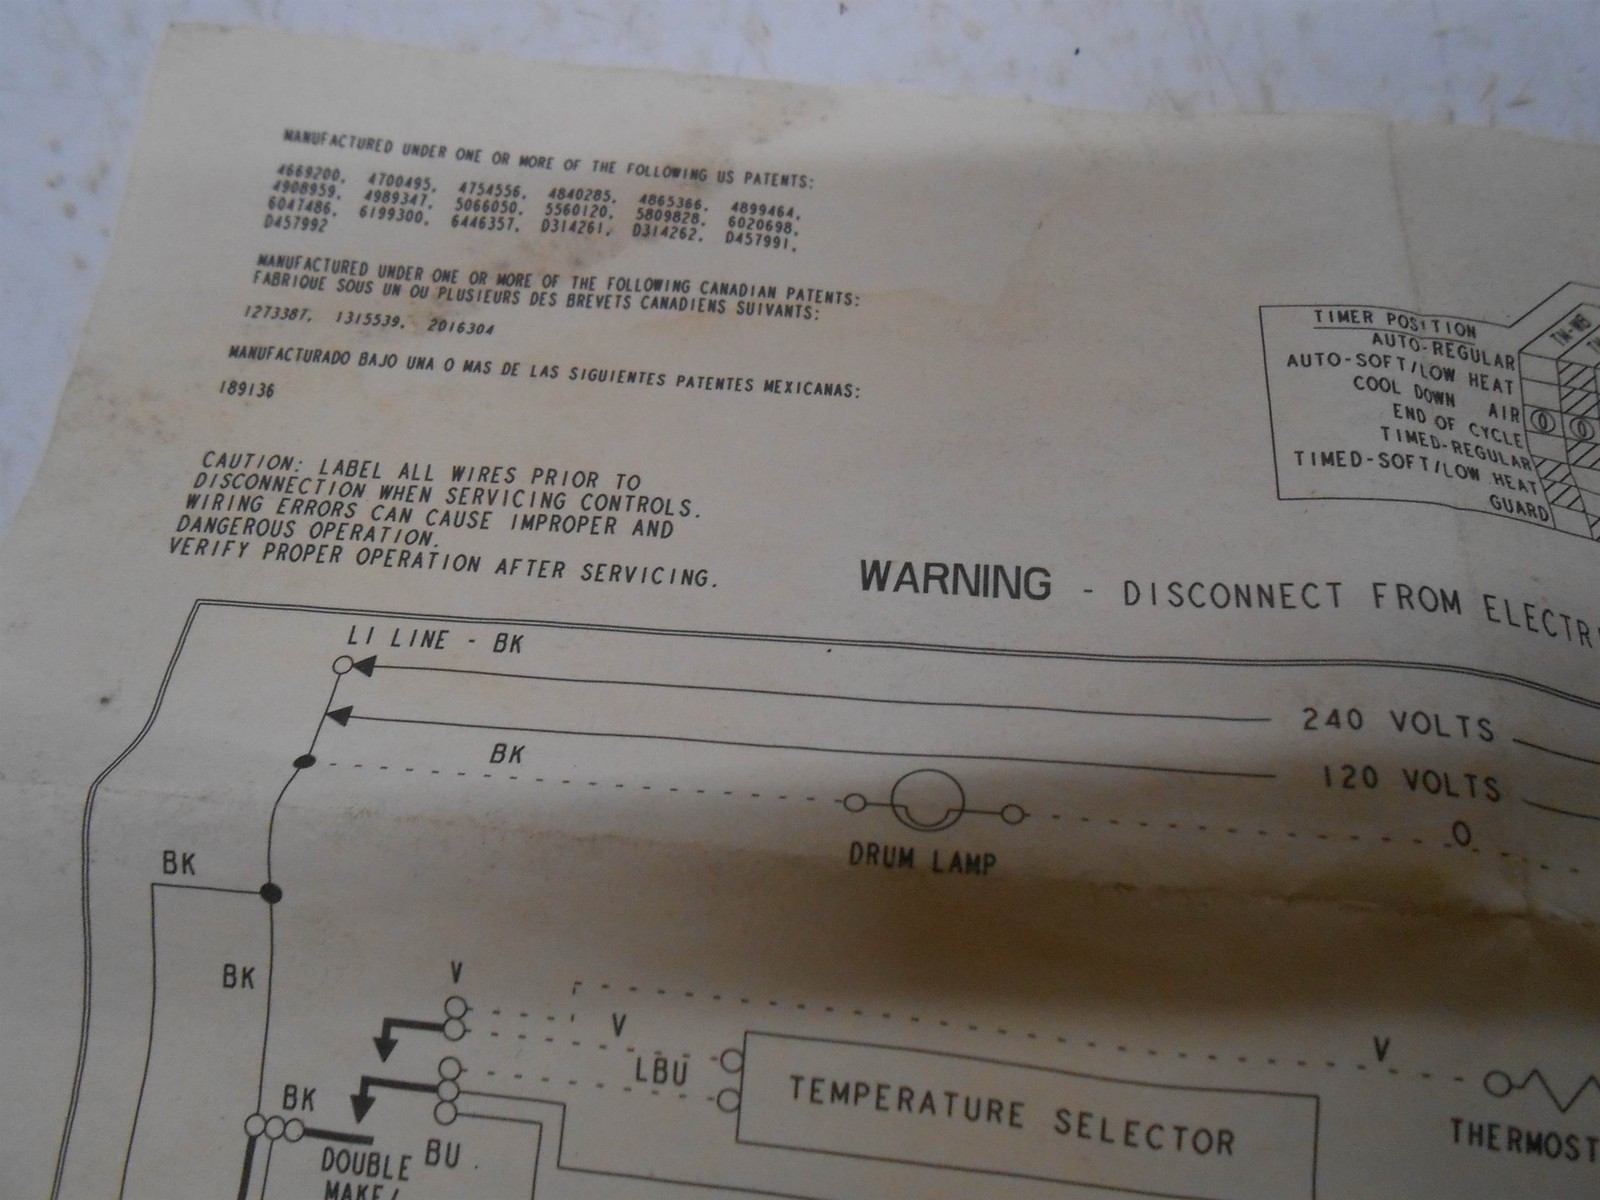 MANUFACTURED UNDER ONE OR MORE OF THE FOLLOWING US PATENTS:
4669200, 4700495, 4754556, 4840285, 4865366, 4899464,
4908959, 4989347, 5066050, 5560120, 5809828, 6020698,
6047486, 6199300, 6446357, D314261, D314262, D457991,
D457992
MANUFACTURED UNDER ONE OR MORE OF THE FOLLOWING CANADIAN PATENTS:
FABRIQUE SOUS UN OU PLUSIEURS DES BREVETS CANADIENS SUIVANTS:
1273387, 1315539, 2016304
MANUFACTURADO BAJO UNA O MAS DE LAS SIGUIENTES PATENTES MEXICANAS:
189136
CAUTION: LABEL ALL WIRES PRIOR TO
DISCONNECTION WHEN SERVICING CONTROLS.
WIRING ERRORS CAN CAUSE IMPROPER AND
DANGEROUS OPERATION.
VERIFY PROPER OPERATION AFTER SERVICING.
TIMER POSITION
AUTO-REGULAR
AUTO-SOFT/LOW HEAT
COOL DOWN AIR
END OF CYCLE
TIMED-REGULAR
TIMED-SOFT/LOW HEAT
GUARD
TM-WB
WARNING - DISCONNECT FROM ELECTR
L1 LINE - BK
240 VOLTS
BK
120 VOLTS
O
DRUM LAMP
BK
BK
V
V
V
LBU
TEMPERATURE SELECTOR
THERMOST
BK
BU
DOUBLE
MAKE/